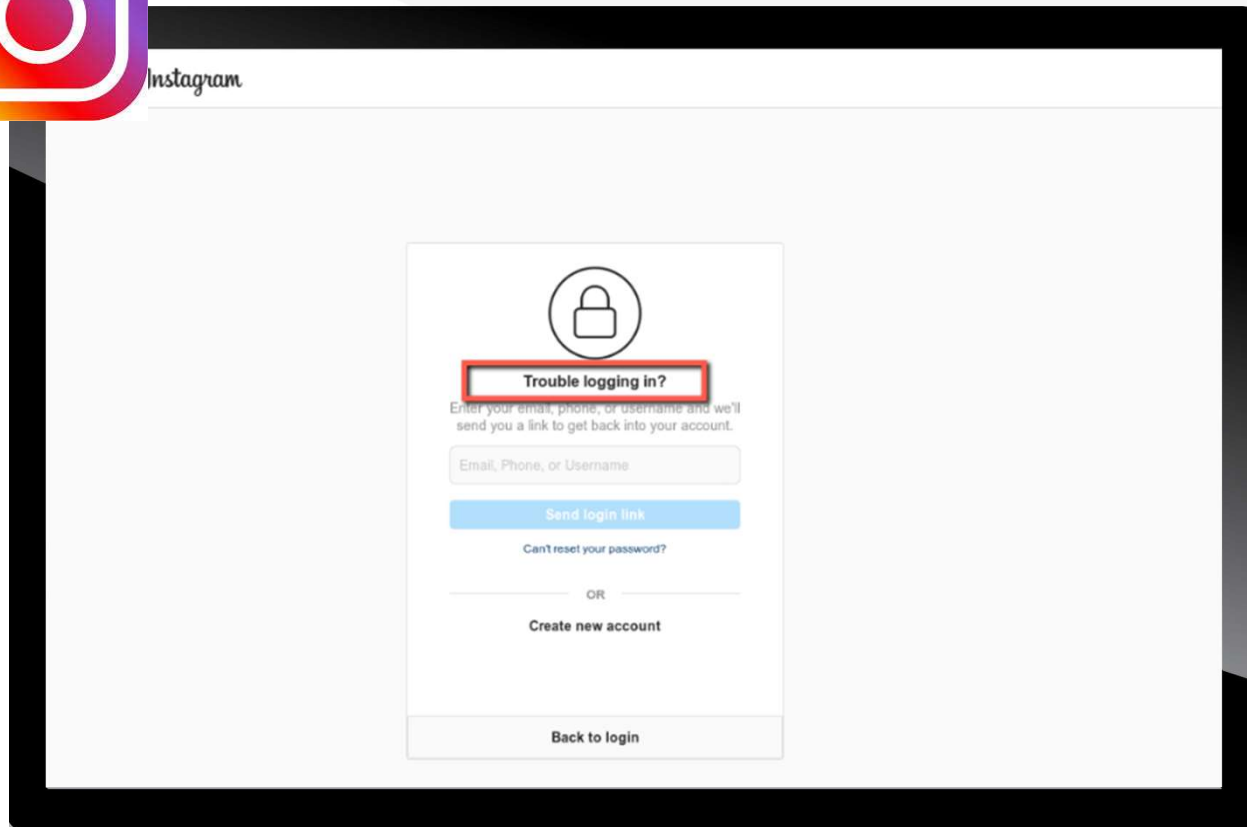 Instagram
Trouble logging in?
Enter your email, phone, or username and we'll
send you a link to get back into your account.
Email, Phone, or Username
Send login link
Can't reset your password?
OR
Create new account
Back to login